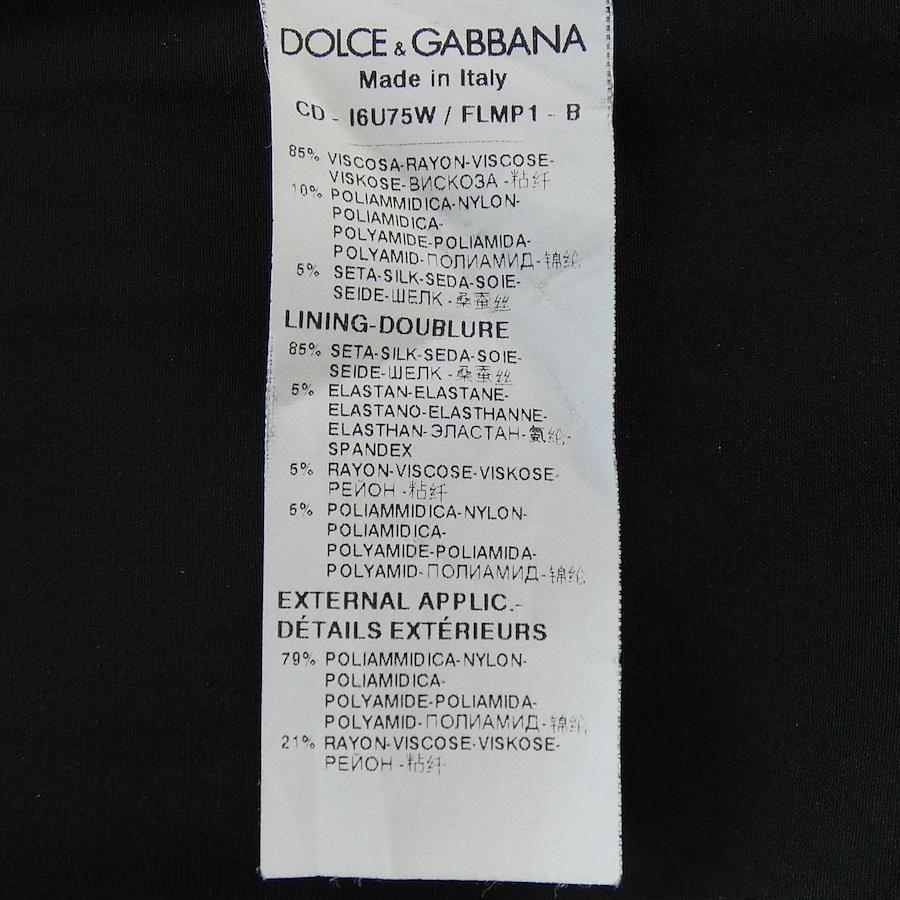 DOLCE & GABBANA
Made in Italy
CD - I6U75W / FLMP1 - B
85% VISCOSA-RAYON-VISCOSE-
VISKOSE-ВИСКОЗА -粘纤
10% POLIAMMIDICA-NYLON-
POLIAMIDICA-
POLYAMIDE-POLIAMIDA-
POLYAMID-ПОЛИАМИД-锦纶
5% SETA-SILK-SEDA-SOIE-
SEIDE-ШЕЛК -桑蚕丝
LINING-DOUBLURE
85% SETA-SILK-SEDA-SOIE-
SEIDE-ШЕЛК -桑蚕丝
5% ELASTAN-ELASTANE-
ELASTANO-ELASTHANNE-
ELASTHAN-ЭЛАСТАН-氨纶-
SPANDEX
5% RAYON-VISCOSE-VISKOSE-
РЕЙОН -粘纤
5% POLIAMMIDICA-NYLON-
POLIAMIDICA-
POLYAMIDE-POLIAMIDA-
POLYAMID-ПОЛИАМИД-锦纶
EXTERNAL APPLIC.-
DÉTAILS EXTÉRIEURS
79% POLIAMMIDICA-NYLON-
POLIAMIDICA-
POLYAMIDE-POLIAMIDA-
POLYAMID-ПОЛИАМИД-锦纶
21% RAYON-VISCOSE-VISKOSE-
РЕЙОН -粘纤